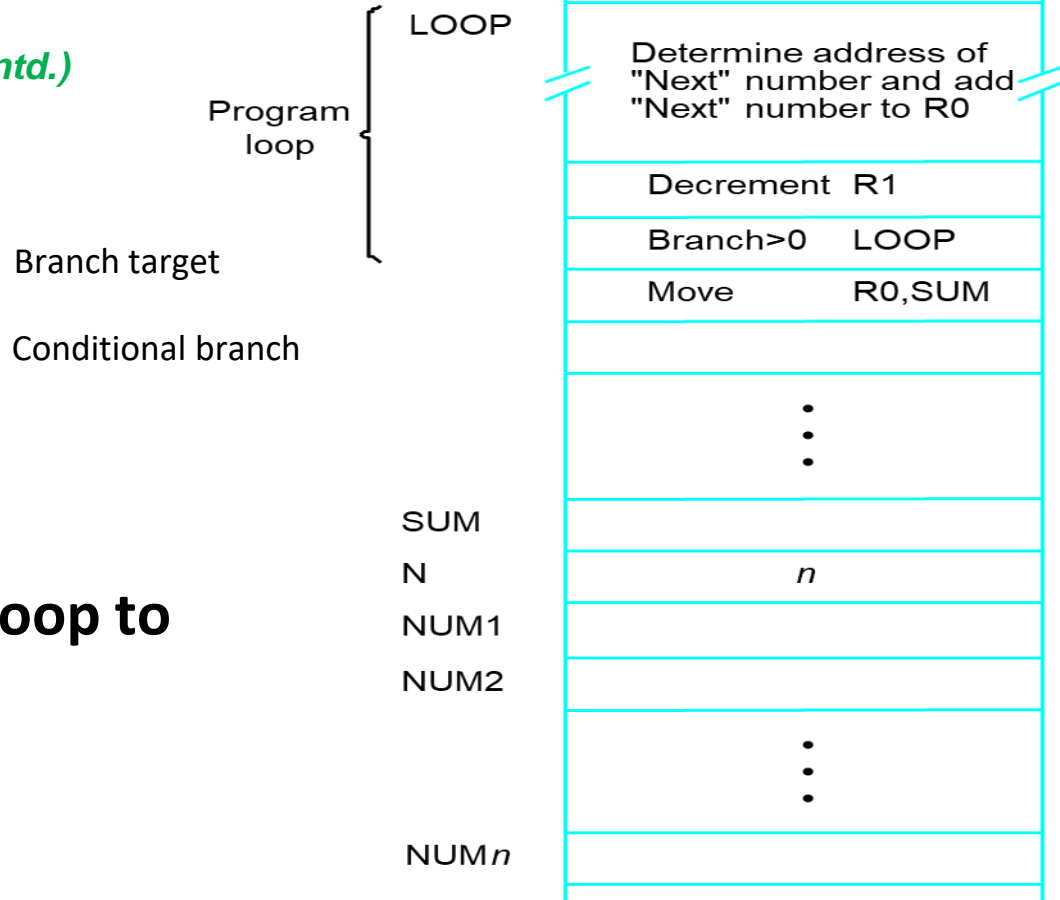 LOOP
ntd.)
Determine address of
"Next" number and add
"Next" number to R0
Program
loop
Decrement R1
Branch>0 LOOP
Branch target
Move R0,SUM
Conditional branch
SUM
N n
oop to
NUM1
NUM2
NUMn